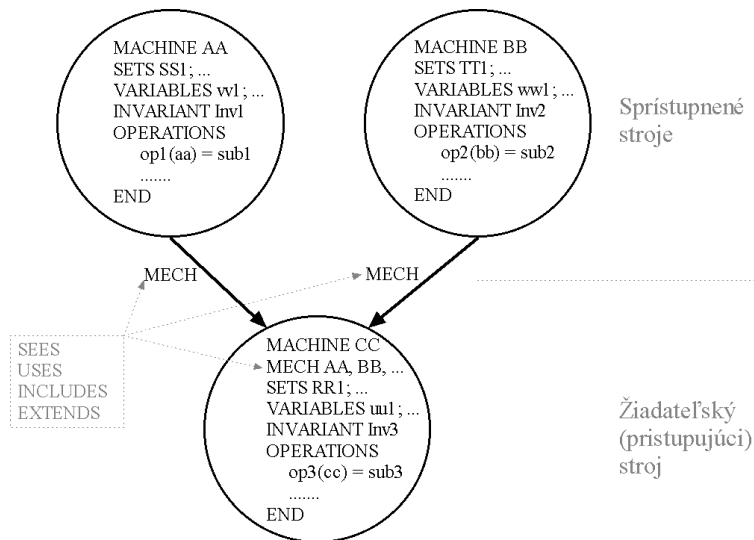 MACHINE AA
SETS SS1; ...
VARIABLES vv1; ...
INVARIANT Inv1
OPERATIONS
op1(aa) = sub1
.......
END
MACHINE BB
SETS TT1; ...
VARIABLES ww1; ...
INVARIANT Inv2
OPERATIONS
op2(bb) = sub2
.......
END
Sprístupnené
stroje
MECH
MECH
SEES
USES
INCLUDES
EXTENDS
MACHINE CC
MECH AA, BB, ...
SETS RR1; ...
VARIABLES uu1; ...
INVARIANT Inv3
OPERATIONS
op3(cc) = sub3
.......
END
Žiadateľský
(pristupujúci)
stroj